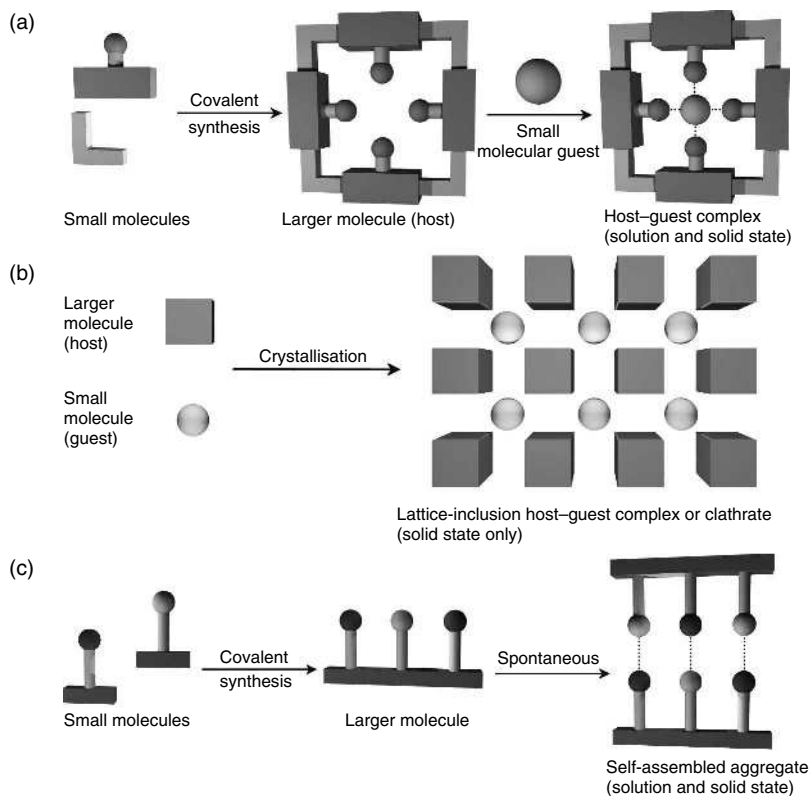 (a)
Covalent
synthesis
Small molecules
Larger molecule (host)
Small
molecular guest
Host–guest complex
(solution and solid state)
(b)
Larger
molecule
(host)
Small
molecule
(guest)
Crystallisation
Lattice-inclusion host–guest complex or clathrate
(solid state only)
(c)
Small molecules
Covalent
synthesis
Larger molecule
Spontaneous
Self-assembled aggregate
(solution and solid state)